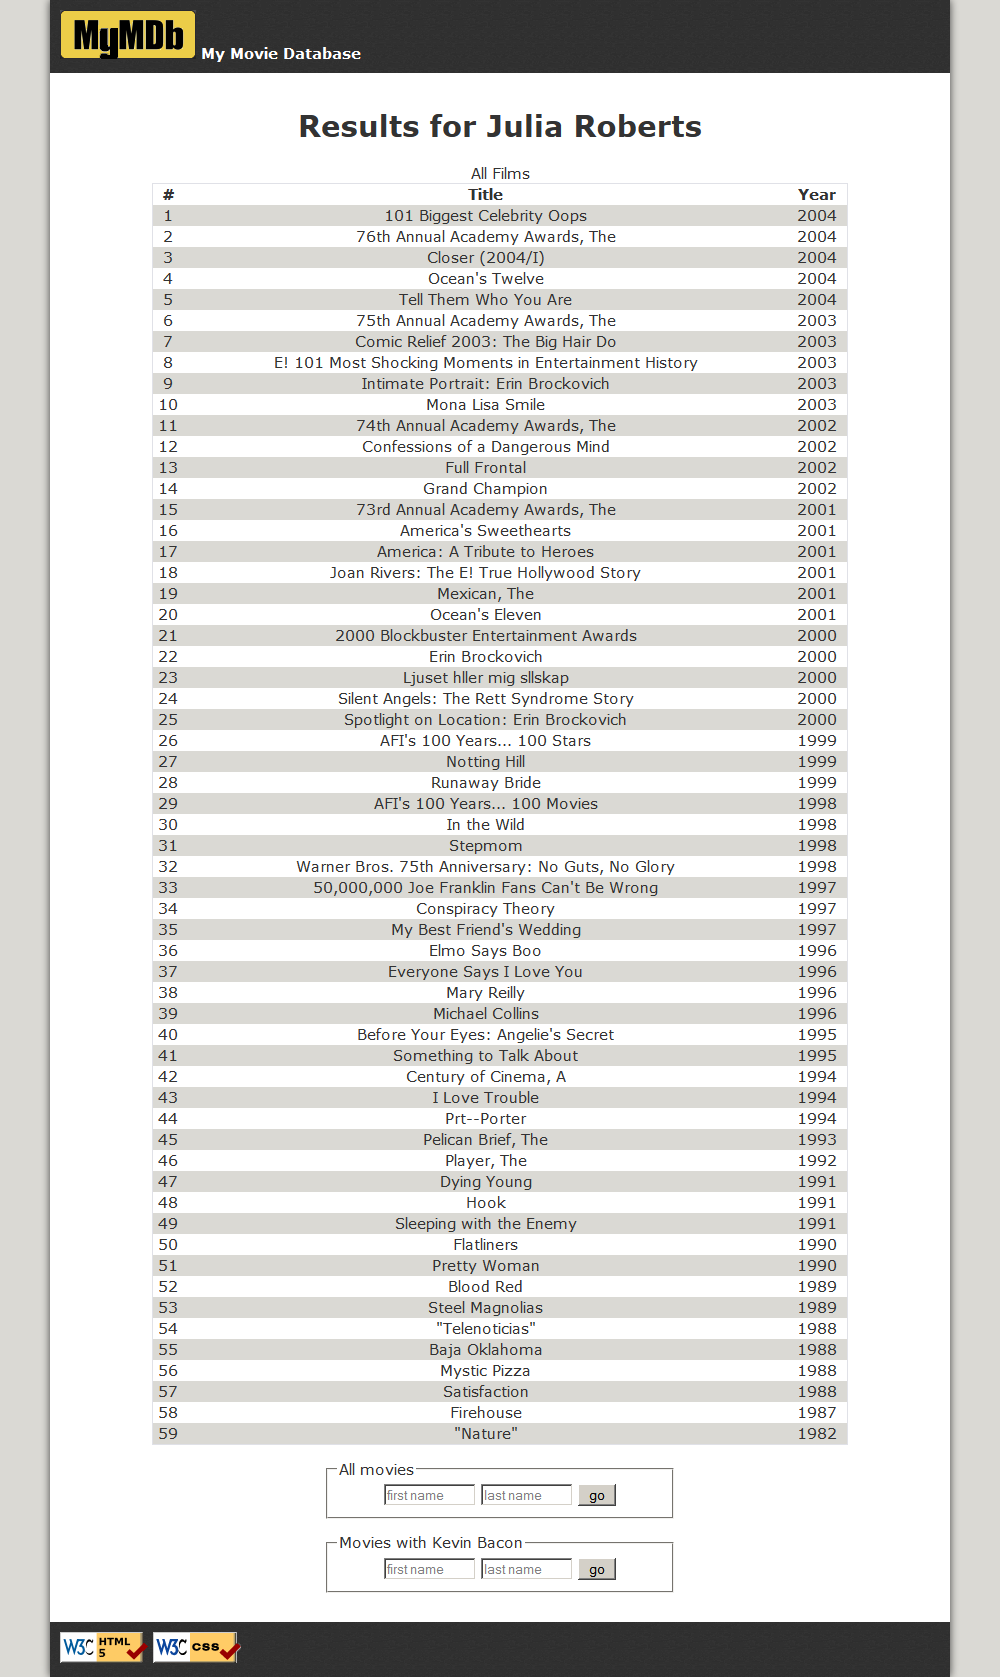 MyMDb My Movie Database
Results for Julia Roberts
All Films
# Title Year
1 101 Biggest Celebrity Oops 2004
2 76th Annual Academy Awards, The 2004
3 Closer (2004/I) 2004
4 Ocean's Twelve 2004
5 Tell Them Who You Are 2004
6 75th Annual Academy Awards, The 2003
7 Comic Relief 2003: The Big Hair Do 2003
8 E! 101 Most Shocking Moments in Entertainment History 2003
9 Intimate Portrait: Erin Brockovich 2003
10 Mona Lisa Smile 2003
11 74th Annual Academy Awards, The 2002
12 Confessions of a Dangerous Mind 2002
13 Full Frontal 2002
14 Grand Champion 2002
15 73rd Annual Academy Awards, The 2001
16 America's Sweethearts 2001
17 America: A Tribute to Heroes 2001
18 Joan Rivers: The E! True Hollywood Story 2001
19 Mexican, The 2001
20 Ocean's Eleven 2001
21 2000 Blockbuster Entertainment Awards 2000
22 Erin Brockovich 2000
23 Ljuset hller mig sllskap 2000
24 Silent Angels: The Rett Syndrome Story 2000
25 Spotlight on Location: Erin Brockovich 2000
26 AFI's 100 Years... 100 Stars 1999
27 Notting Hill 1999
28 Runaway Bride 1999
29 AFI's 100 Years... 100 Movies 1998
30 In the Wild 1998
31 Stepmom 1998
32 Warner Bros. 75th Anniversary: No Guts, No Glory 1998
33 50,000,000 Joe Franklin Fans Can't Be Wrong 1997
34 Conspiracy Theory 1997
35 My Best Friend's Wedding 1997
36 Elmo Says Boo 1996
37 Everyone Says I Love You 1996
38 Mary Reilly 1996
39 Michael Collins 1996
40 Before Your Eyes: Angelie's Secret 1995
41 Something to Talk About 1995
42 Century of Cinema, A 1994
43 I Love Trouble 1994
44 Prt--Porter 1994
45 Pelican Brief, The 1993
46 Player, The 1992
47 Dying Young 1991
48 Hook 1991
49 Sleeping with the Enemy 1991
50 Flatliners 1990
51 Pretty Woman 1990
52 Blood Red 1989
53 Steel Magnolias 1989
54 "Telenoticias" 1988
55 Baja Oklahoma 1988
56 Mystic Pizza 1988
57 Satisfaction 1988
58 Firehouse 1987
59 "Nature" 1982
All movies
first name last name go
Movies with Kevin Bacon
first name last name go
W3C HTML 5 W3C css